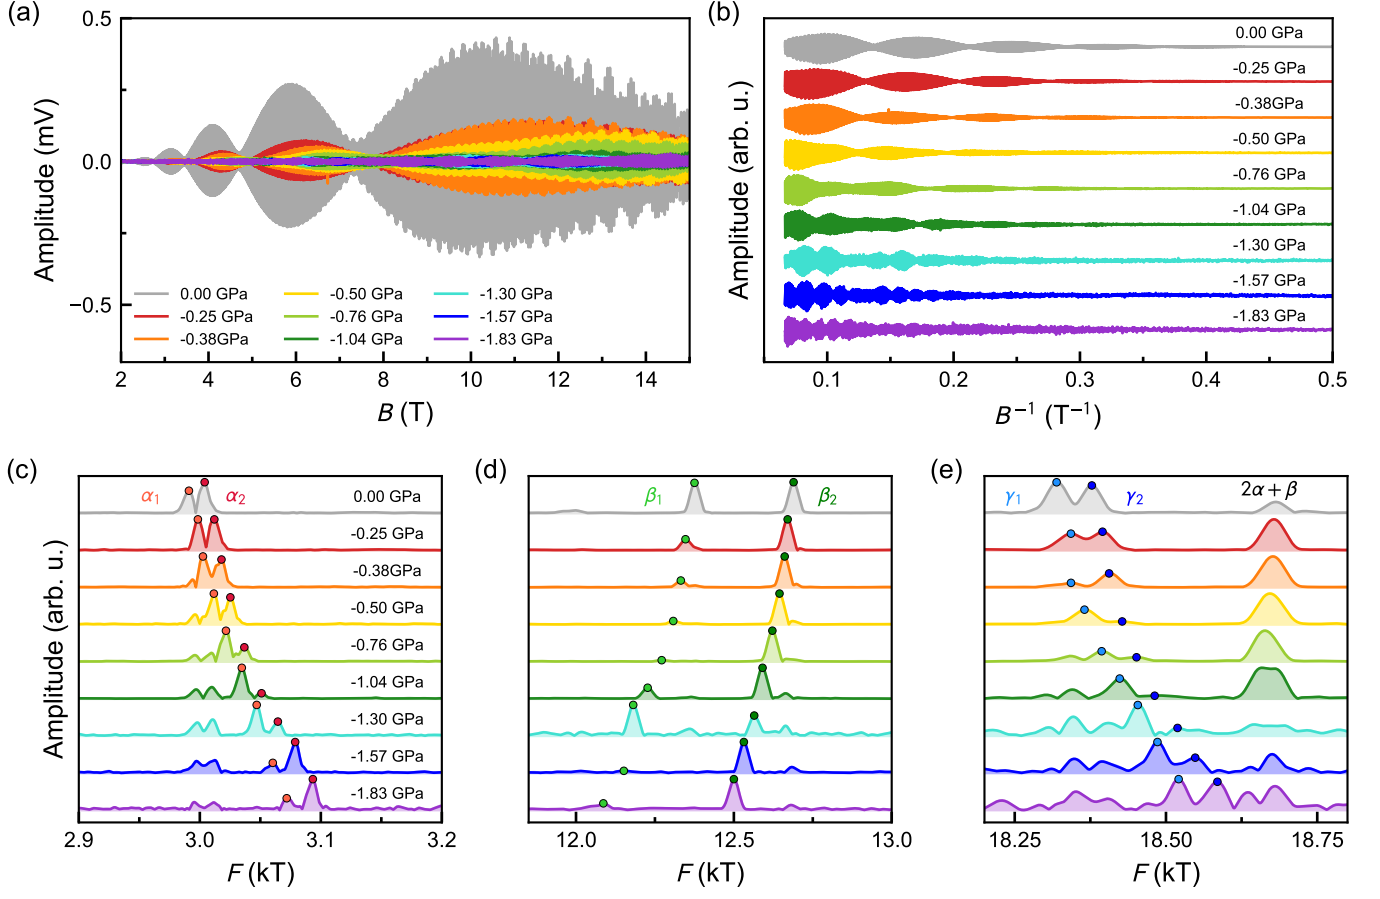 (a)
Amplitude (mV)
0.5
0.0
−0.5
0.00 GPa
-0.25 GPa
-0.38GPa
-0.50 GPa
-0.76 GPa
-1.04 GPa
-1.30 GPa
-1.57 GPa
-1.83 GPa
2 4 6 8 10 12 14
B (T)
(b)
Amplitude (arb. u.)
0.00 GPa
-0.25 GPa
-0.38GPa
-0.50 GPa
-0.76 GPa
-1.04 GPa
-1.30 GPa
-1.57 GPa
-1.83 GPa
0.1 0.2 0.3 0.4 0.5
B⁻¹ (T⁻¹)
(c)
Amplitude (arb. u.)
α₁ α₂
0.00 GPa
-0.25 GPa
-0.38GPa
-0.50 GPa
-0.76 GPa
-1.04 GPa
-1.30 GPa
-1.57 GPa
-1.83 GPa
2.9 3.0 3.1 3.2
F (kT)
(d)
β₁ β₂
12.0 12.5 13.0
F (kT)
(e)
γ₁ γ₂ 2α + β
18.25 18.50 18.75
F (kT)